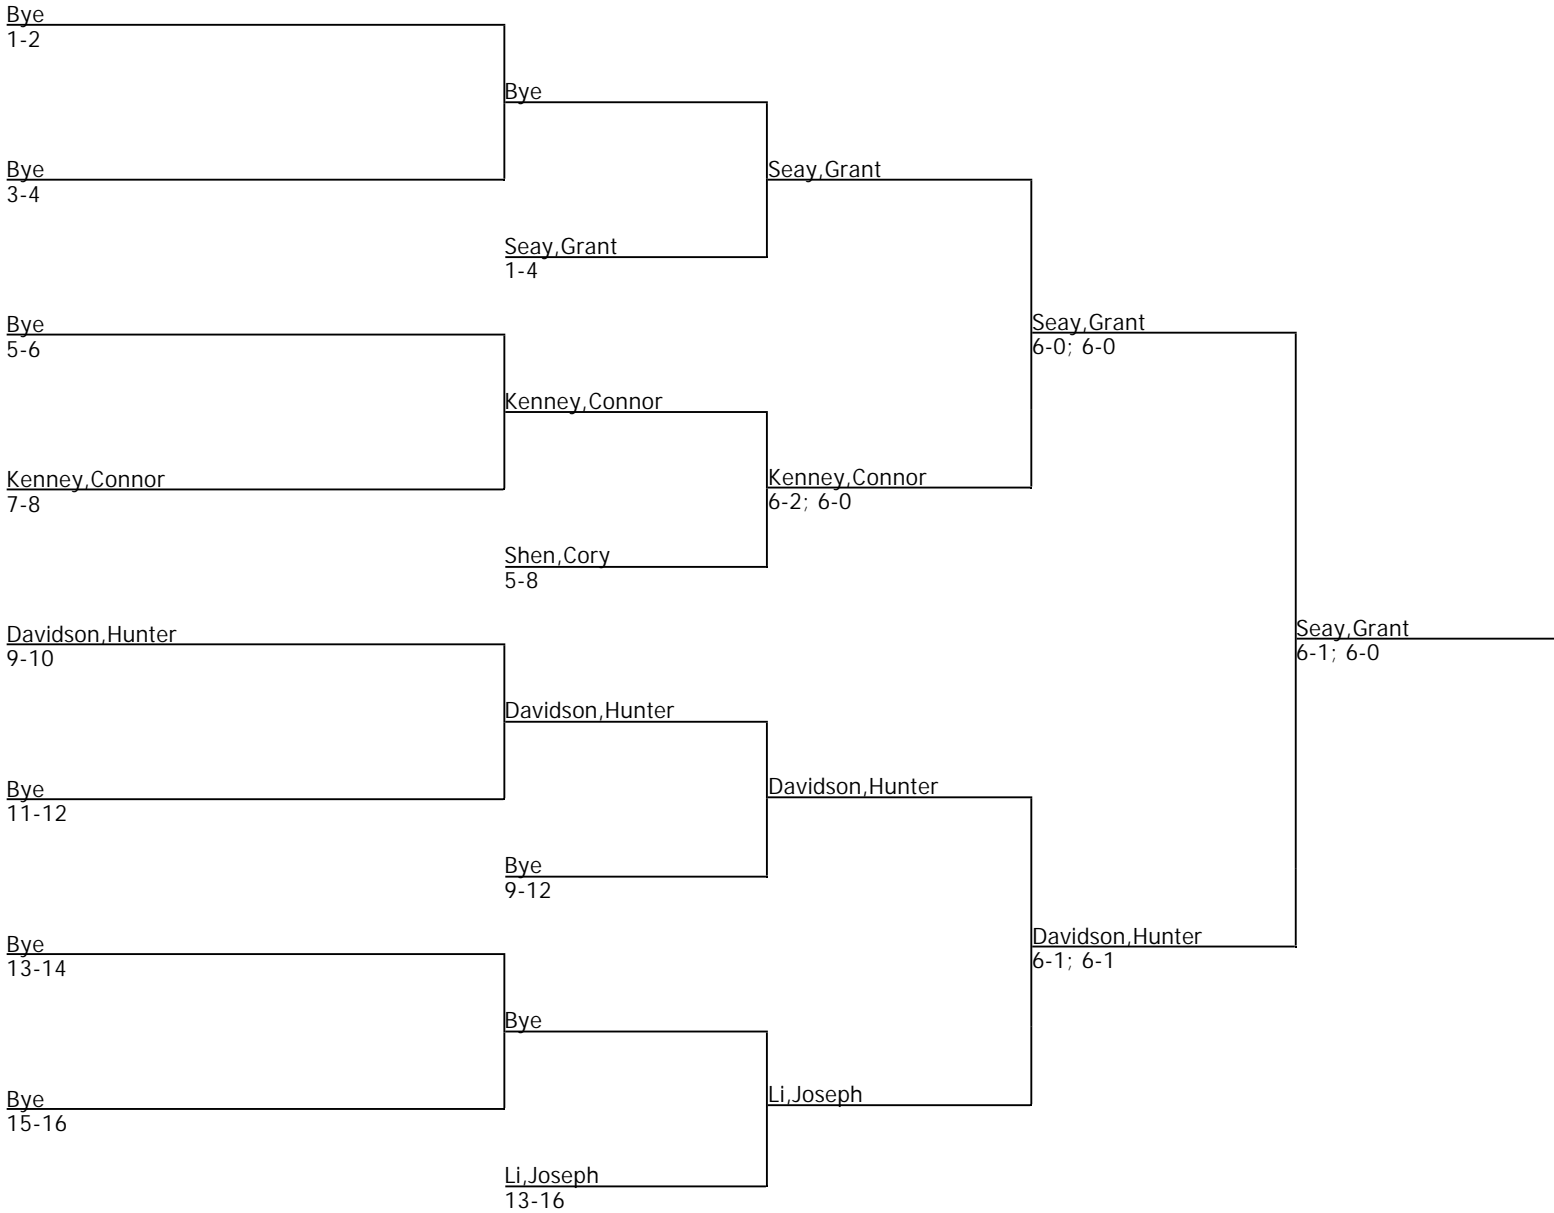 Bye
1-2
Bye
3-4
Bye
5-6
Kenney,Connor
7-8
Davidson,Hunter
9-10
Bye
11-12
Bye
13-14
Bye
15-16
Bye
Seay,Grant
1-4
Kenney,Connor
Shen,Cory
5-8
Davidson,Hunter
Bye
9-12
Bye
Li,Joseph
13-16
Seay,Grant
Kenney,Connor
6-2; 6-0
Davidson,Hunter
Li,Joseph
Seay,Grant
6-0; 6-0
Davidson,Hunter
6-1; 6-1
Seay,Grant
6-1; 6-0